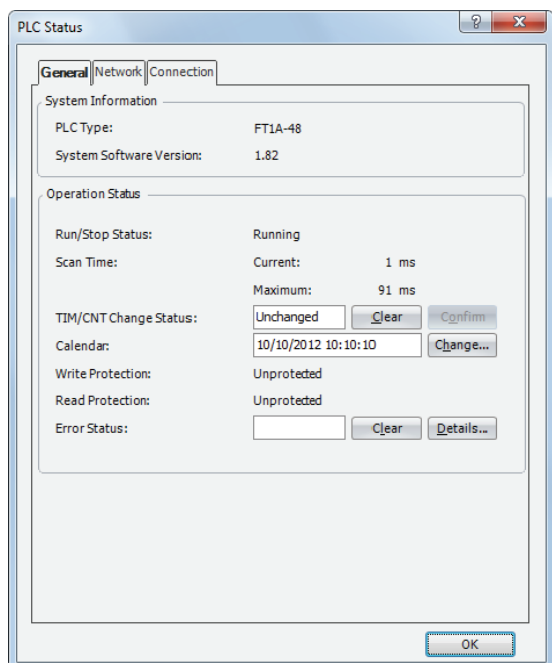 PLC Status
?
X
General Network Connection
System Information
PLC Type: FT1A-48
System Software Version: 1.82
Operation Status
Run/Stop Status: Running
Scan Time: Current: 1 ms
Maximum: 91 ms
TIM/CNT Change Status: Unchanged Clear Confirm
Calendar: 10/10/2012 10:10:10 Change...
Write Protection: Unprotected
Read Protection: Unprotected
Error Status: Clear Details...
OK